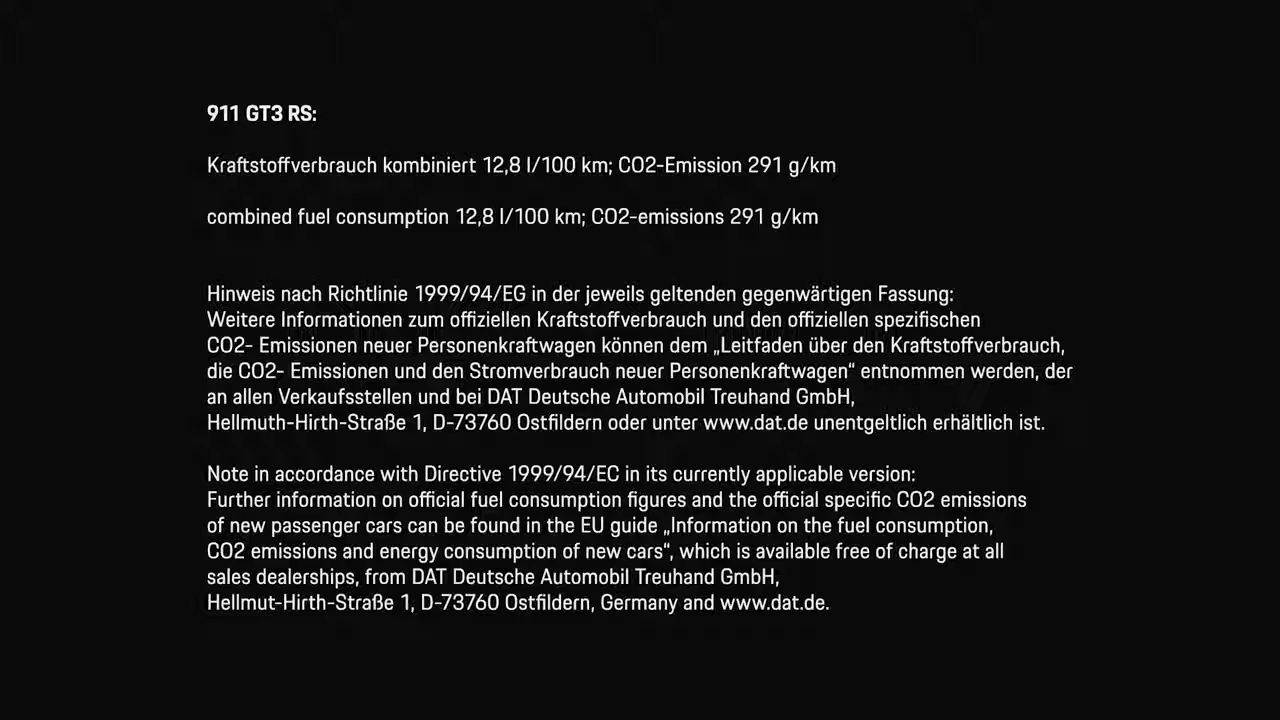 911 GT3 RS:
Kraftstoffverbrauch kombiniert 12,8 l/100 km; CO2-Emission 291 g/km
combined fuel consumption 12,8 l/100 km; CO2-emissions 291 g/km
Hinweis nach Richtlinie 1999/94/EG in der jeweils geltenden gegenwärtigen Fassung:
Weitere Informationen zum offiziellen Kraftstoffverbrauch und den offiziellen spezifischen
CO2- Emissionen neuer Personenkraftwagen können dem „Leitfaden über den Kraftstoffverbrauch,
die CO2- Emissionen und den Stromverbrauch neuer Personenkraftwagen“ entnommen werden, der
an allen Verkaufsstellen und bei DAT Deutsche Automobil Treuhand GmbH,
Hellmuth-Hirth-Straße 1, D-73760 Ostfildern oder unter www.dat.de unentgeltlich erhältlich ist.
Note in accordance with Directive 1999/94/EC in its currently applicable version:
Further information on official fuel consumption figures and the official specific CO2 emissions
of new passenger cars can be found in the EU guide „Information on the fuel consumption,
CO2 emissions and energy consumption of new cars“, which is available free of charge at all
sales dealerships, from DAT Deutsche Automobil Treuhand GmbH,
Hellmut-Hirth-Straße 1, D-73760 Ostfildern, Germany and www.dat.de.